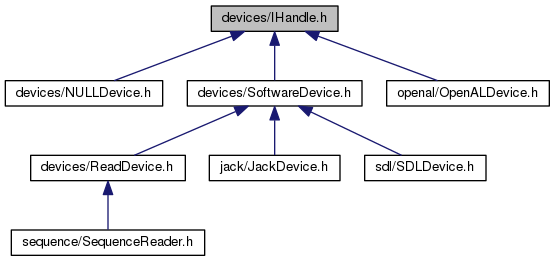 devices/IHandle.h
devices/NULLDevice.h
devices/SoftwareDevice.h
openal/OpenALDevice.h
devices/ReadDevice.h
jack/JackDevice.h
sdl/SDLDevice.h
sequence/SequenceReader.h